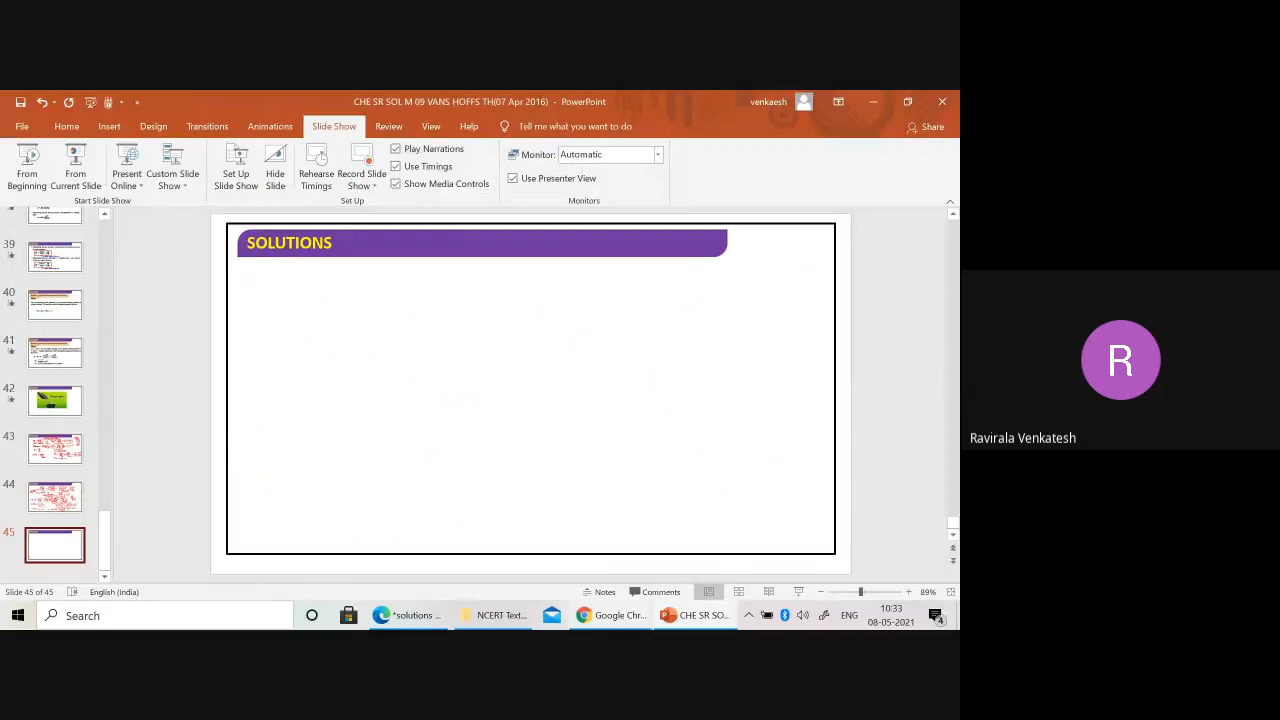 CHE SR SOL M 09 VANS HOFFS TH(07 Apr 2016) - PowerPoint
venkaesh
File Home Insert Design Transitions Animations Slide Show Review View Help Tell me what you want to do Share
From Beginning
From Current Slide
Present Online
Custom Slide Show
Start Slide Show
Set Up Slide Show
Hide Slide
Rehearse Timings
Record Slide Show
Play Narrations
Use Timings
Show Media Controls
Set Up
Monitor: Automatic
Use Presenter View
Monitors
39
40
41
42
43
44
45
SOLUTIONS
R
Ravirala Venkatesh
Slide 45 of 45 English (India) Notes Comments 89%
Search *solutions ... NCERT Text... Google Chr... CHE SR SO... ENG
10:33
08-05-2021
4